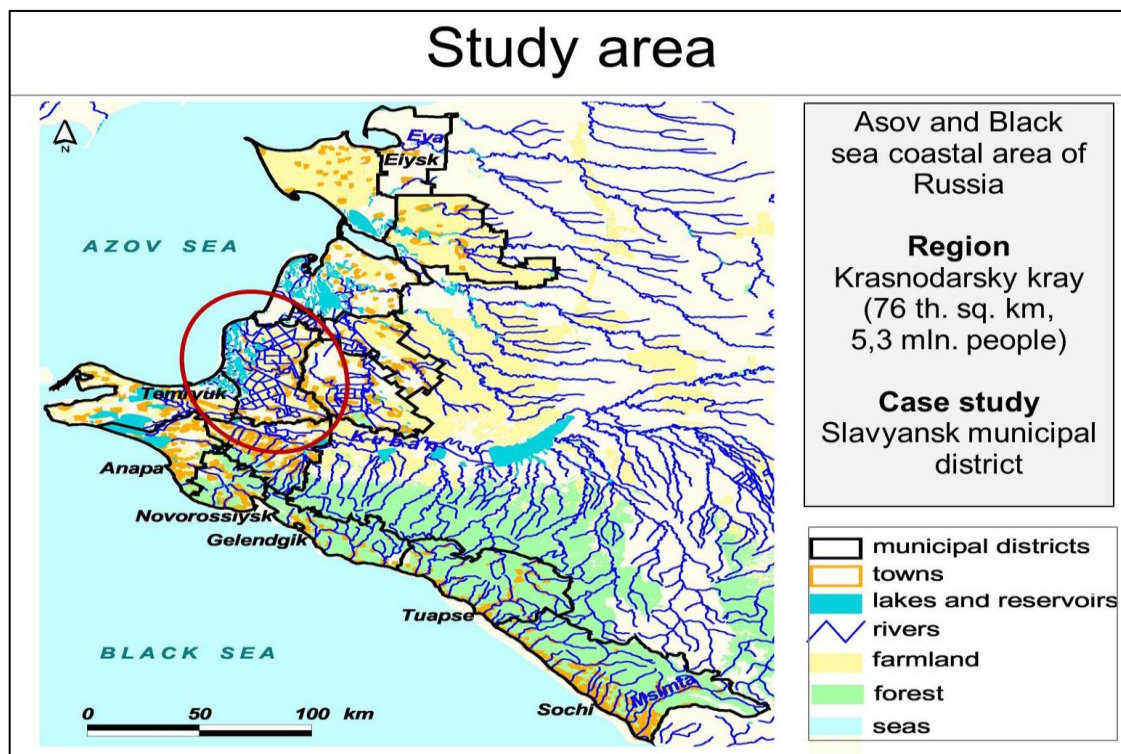 Study area
N
Eya
Eiysk
AZOV SEA
Temryuk
Kuban
Anapa
Novorossiysk
Gelendgik
Tuapse
BLACK SEA
Msimta
Sochi
0 50 100 km
Asov and Black
sea coastal area of
Russia
Region
Krasnodarsky kray
(76 th. sq. km,
5,3 mln. people)
Case study
Slavyansk municipal
district
municipal districts
towns
lakes and reservoirs
rivers
farmland
forest
seas